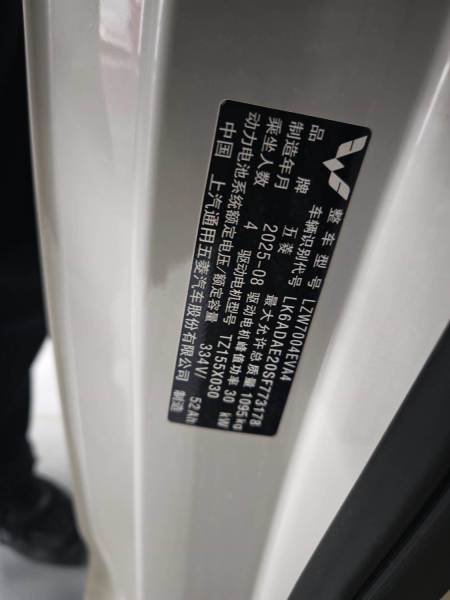 整车型号 LZW7004EVA4
车辆识别代号 LK6ADAE20SF773178
品牌 五菱 最大允许总质量 1095kg
制造年月 2025-08 驱动电机峰值功率 30 kW
乘坐人数 4 驱动电机型号 TZ155X030
动力电池系统额定电压/额定容量 334V/ 52Ah
中国 上汽通用五菱汽车股份有限公司 制造